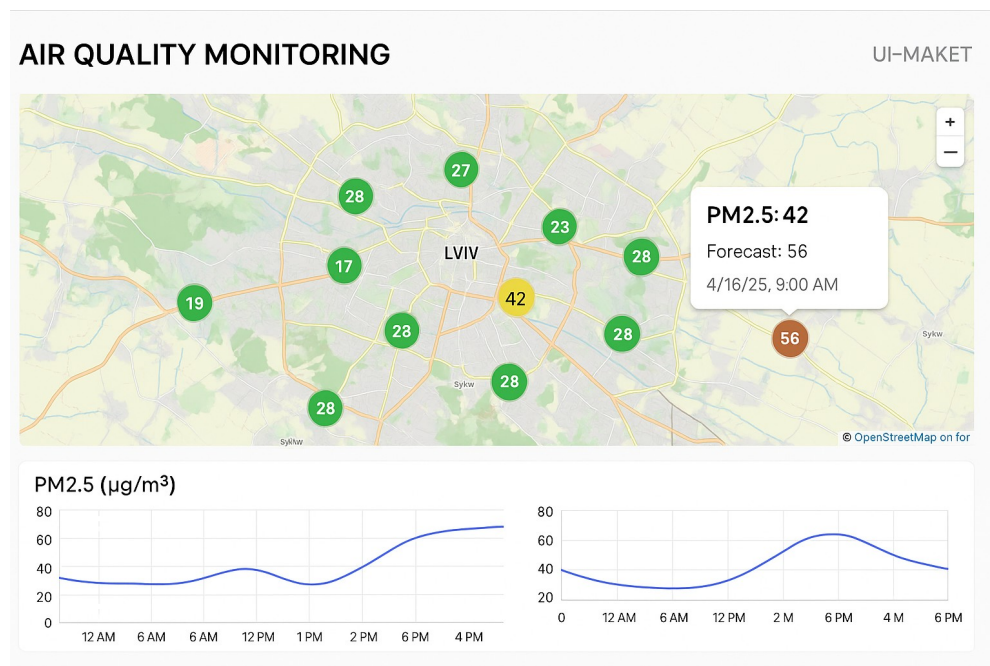 AIR QUALITY MONITORING
UI-MAKET
+
−
27
28
23
LVIV
28
17
19
42
28
28
28
28
PM2.5: 42
Forecast: 56
4/16/25, 9:00 AM
56
Sykw
Sykw
© OpenStreetMap on for
PM2.5 (µg/m³)
80
60
40
20
0
12 AM
6 AM
6 AM
12 PM
1 PM
2 PM
6 PM
4 PM
80
60
40
20
0
12 AM
6 AM
12 PM
2 M
6 PM
4 M
6 PM